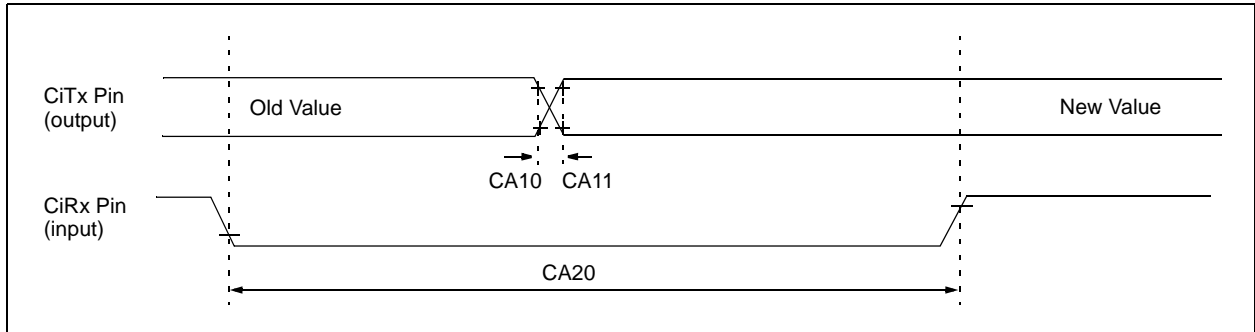 CiTx Pin
(output)
Old Value
New Value
CA10 CA11
CiRx Pin
(input)
CA20